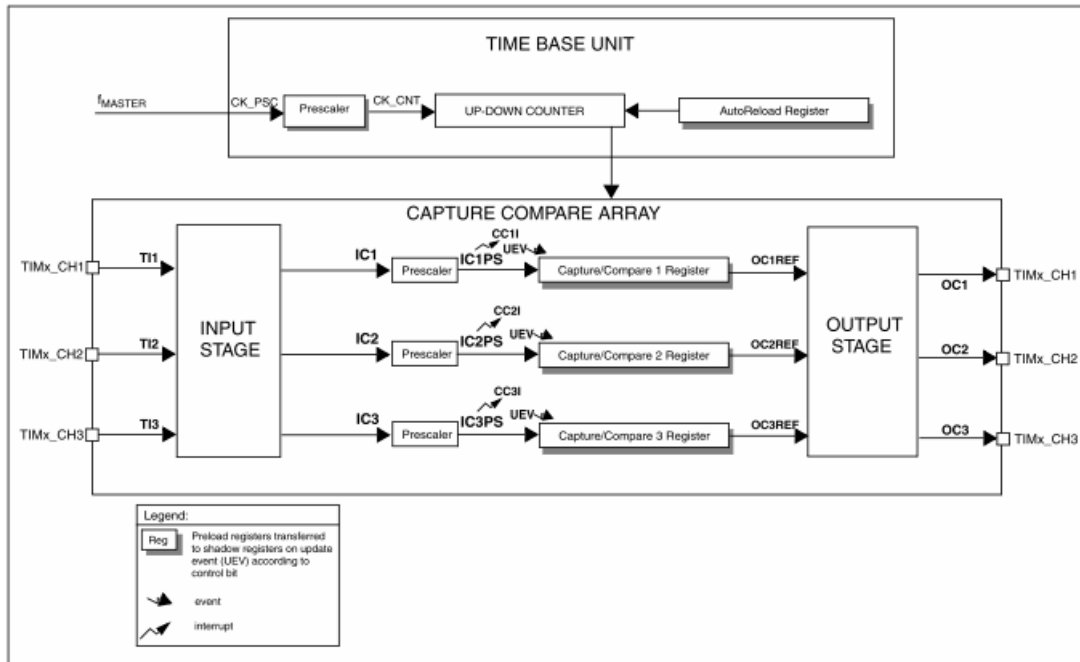 TIME BASE UNIT
fMASTER
CK_PSC
Prescaler
CK_CNT
UP-DOWN COUNTER
AutoReload Register
CAPTURE COMPARE ARRAY
TIMx_CH1
TI1
INPUT
STAGE
IC1
Prescaler
IC1PS
CC1I
UEV
Capture/Compare 1 Register
OC1REF
OUTPUT
STAGE
OC1
TIMx_CH1
TIMx_CH2
TI2
IC2
Prescaler
IC2PS
CC2I
UEV
Capture/Compare 2 Register
OC2REF
OC2
TIMx_CH2
TIMx_CH3
TI3
IC3
Prescaler
IC3PS
CC3I
UEV
Capture/Compare 3 Register
OC3REF
OC3
TIMx_CH3
Legend:
Reg
Preload registers transferred
to shadow registers on update
event (UEV) according to
control bit
event
interrupt